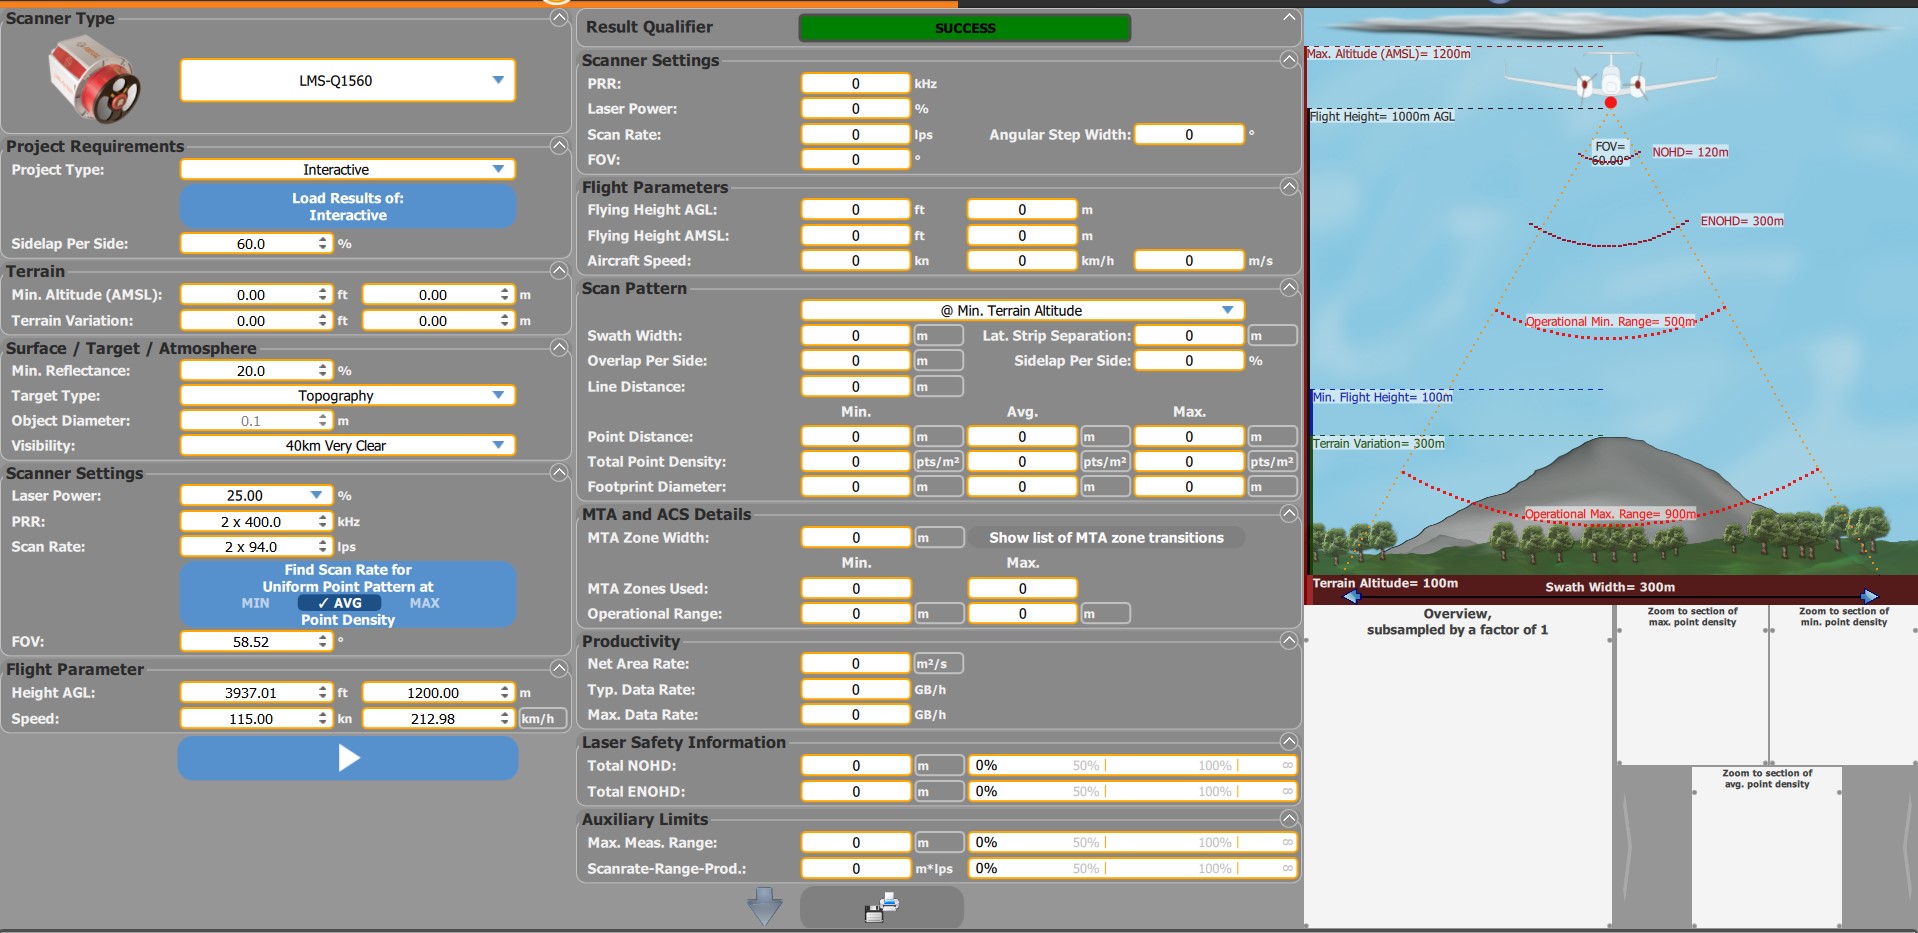 Scanner Type
LMS-Q1560
Project Requirements
Project Type: Interactive
Load Results of:
Interactive
Sidelap Per Side: 60.0 %
Terrain
Min. Altitude (AMSL): 0.00 ft 0.00 m
Terrain Variation: 0.00 ft 0.00 m
Surface / Target / Atmosphere
Min. Reflectance: 20.0 %
Target Type: Topography
Object Diameter: 0.1 m
Visibility: 40km Very Clear
Scanner Settings
Laser Power: 25.00 %
PRR: 2 x 400.0 kHz
Scan Rate: 2 x 94.0 lps
Find Scan Rate for
Uniform Point Pattern at
MIN ✓ AVG MAX
Point Density
FOV: 58.52 °
Flight Parameter
Height AGL: 3937.01 ft 1200.00 m
Speed: 115.00 kn 212.98 km/h
Result Qualifier SUCCESS
Scanner Settings
PRR: 0 kHz
Laser Power: 0 %
Scan Rate: 0 lps Angular Step Width: 0 °
FOV: 0 °
Flight Parameters
Flying Height AGL: 0 ft 0 m
Flying Height AMSL: 0 ft 0 m
Aircraft Speed: 0 kn 0 km/h 0 m/s
Scan Pattern
@ Min. Terrain Altitude
Swath Width: 0 m Lat. Strip Separation: 0 m
Overlap Per Side: 0 m Sidelap Per Side: 0 %
Line Distance: 0 m
Min. Avg. Max.
Point Distance: 0 m 0 m 0 m
Total Point Density: 0 pts/m² 0 pts/m² 0 pts/m²
Footprint Diameter: 0 m 0 m 0 m
MTA and ACS Details
MTA Zone Width: 0 m Show list of MTA zone transitions
Min. Max.
MTA Zones Used: 0 0
Operational Range: 0 m 0 m
Productivity
Net Area Rate: 0 m²/s
Typ. Data Rate: 0 GB/h
Max. Data Rate: 0 GB/h
Laser Safety Information
Total NOHD: 0 m 0% 50% 100% ∞
Total ENOHD: 0 m 0% 50% 100% ∞
Auxiliary Limits
Max. Meas. Range: 0 m 0% 50% 100% ∞
Scanrate-Range-Prod.: 0 m*lps 0% 50% 100% ∞
Max. Altitude (AMSL)= 1200m
Flight Height= 1000m AGL
FOV=
60.00°
NOHD= 120m
ENOHD= 300m
Operational Min. Range= 500m
Min. Flight Height= 100m
Terrain Variation= 300m
Operational Max. Range= 900m
Terrain Altitude= 100m
Swath Width= 300m
Overview,
subsampled by a factor of 1
Zoom to section of
max. point density
Zoom to section of
min. point density
Zoom to section of
avg. point density